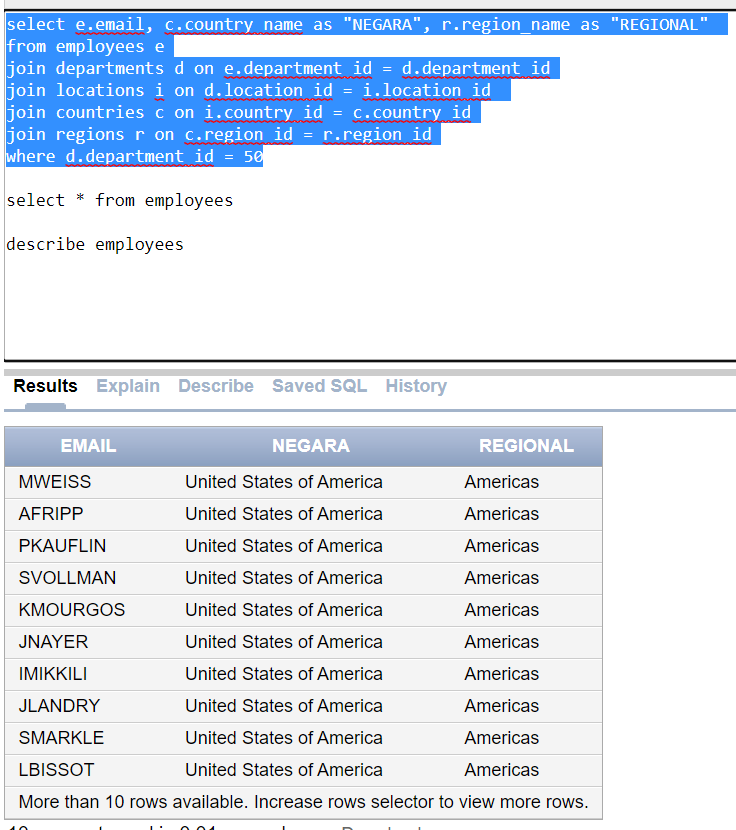 select e.email, c.country_name as "NEGARA", r.region_name as "REGIONAL"
from employees e
join departments d on e.department_id = d.department_id
join locations i on d.location_id = i.location_id
join countries c on i.country_id = c.country_id
join regions r on c.region_id = r.region_id
where d.department_id = 50
select * from employees
describe employees
Results Explain Describe Saved SQL History
EMAIL NEGARA REGIONAL
MWEISS United States of America Americas
AFRIPP United States of America Americas
PKAUFLIN United States of America Americas
SVOLLMAN United States of America Americas
KMOURGOS United States of America Americas
JNAYER United States of America Americas
IMIKKILI United States of America Americas
JLANDRY United States of America Americas
SMARKLE United States of America Americas
LBISSOT United States of America Americas
More than 10 rows available. Increase rows selector to view more rows.